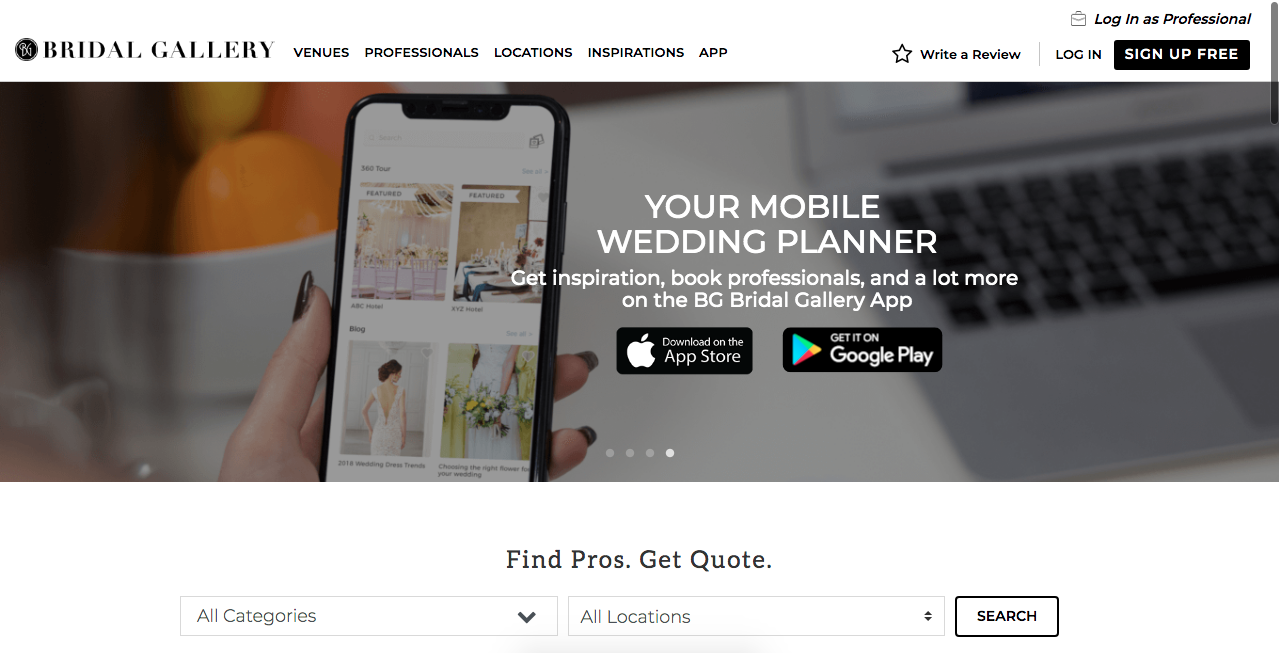 Log In as Professional
BG BRIDAL GALLERY
VENUES PROFESSIONALS LOCATIONS INSPIRATIONS APP
Write a Review
LOG IN
SIGN UP FREE
Search
360 Tour
See all >
FEATURED
FEATURED
ABC Hotel
XYZ Hotel
Blog
See all >
2018 Wedding Dress Trends
Choosing the right flower for
your wedding
YOUR MOBILE
WEDDING PLANNER
Get inspiration, book professionals, and a lot more
on the BG Bridal Gallery App
Download on the
App Store
GET IT ON
Google Play
Find Pros. Get Quote.
All Categories
All Locations
SEARCH